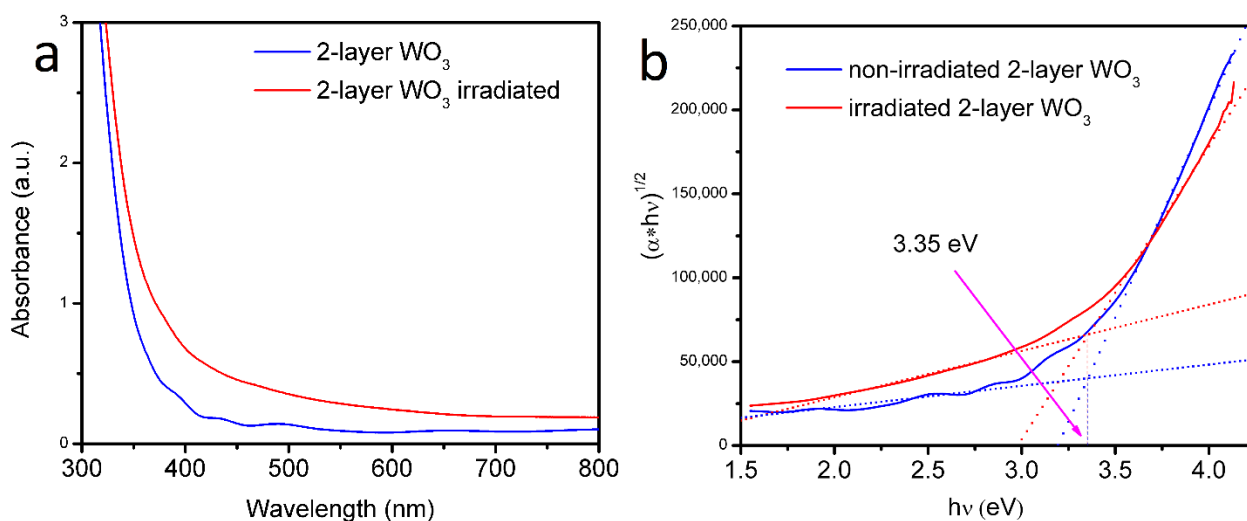 a
2-layer WO₃
2-layer WO₃ irradiated
Absorbance (a.u.)
3
2
1
0
300 400 500 600 700 800
Wavelength (nm)
b
non-irradiated 2-layer WO₃
irradiated 2-layer WO₃
3.35 eV
(α*hν)^1/2
250,000
200,000
150,000
100,000
50,000
0
1.5 2.0 2.5 3.0 3.5 4.0
hν (eV)